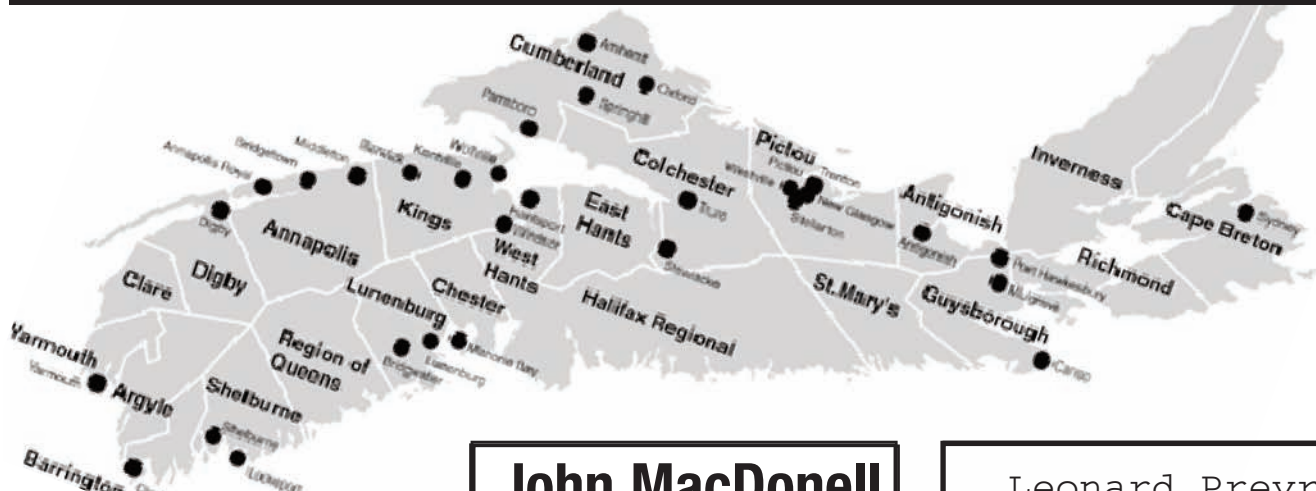 Amherst
Cumberland
Oxford
Springhill
Parrsboro
Pictou
Pictou
Trenton
Westville
New Glasgow
Stellarton
Colchester
Truro
Inverness
Antigonish
Antigonish
Cape Breton
Sydney
Richmond
Port Hawkesbury
Mulgrave
Guysborough
Canso
St.Mary's
Halifax Regional
East
Hants
Stewiacke
Wolfville
Kentville
Berwick
Middleton
Bridgetown
Annapolis Royal
Digby
Kings
Hantsport
Windsor
West
Hants
Annapolis
Digby
Clare
Lunenburg
Chester
Mahone Bay
Lunenburg
Bridgewater
Region of
Queens
Shelburne
Shelburne
Lockeport
Yarmouth
Yarmouth
Argyle
Barrington
John MacDonell
Leonard